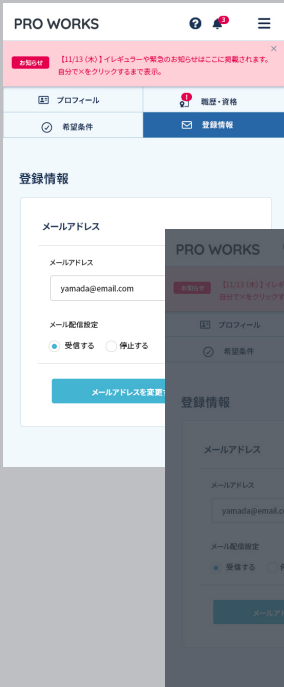 PRO WORKS
3
お知らせ
【11/13 (水) 】イレギュラーや緊急のお知らせはここに掲載されます。
自分で×をクリックするまで表示。
プロフィール
職歴・資格
希望条件
登録情報
登録情報
メールアドレス
メールアドレス
yamada@email.com
メール配信設定
受信する
停止する
メールアドレスを変更
PRO WORKS
お知らせ
【11/13 (水) 】イレギ
自分で×をクリック
プロフィール
希望条件
登録情報
メールアドレス
メールアドレス
yamada@email.co
メール配信設定
受信する
メールア